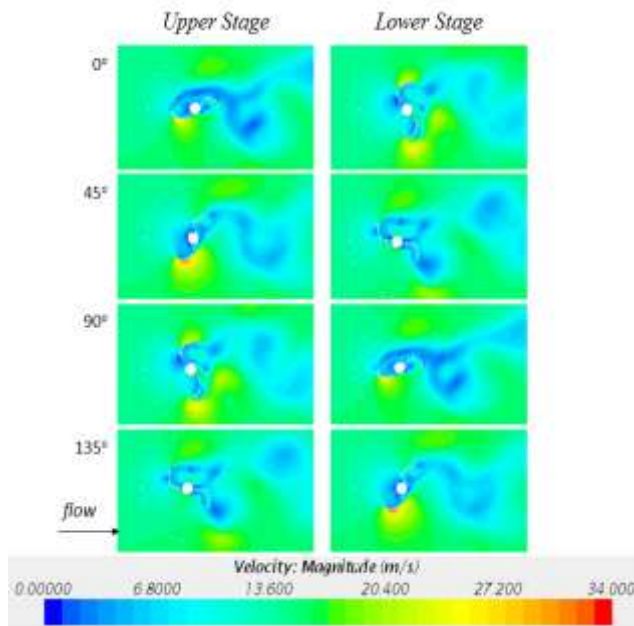 Upper Stage Lower Stage
0°
45°
90°
135°
flow
Velocity: Magnitude (m/s)
0.00000 6.8000 13.600 20.400 27.200 34.000